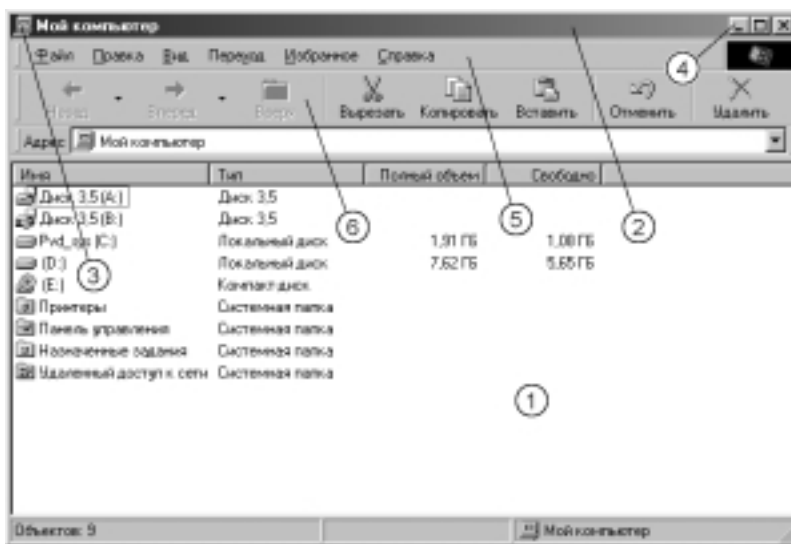 Мой компьютер
Файл Правка Вид Переход Избранное Справка
4
Назад Вперед Вверх Вырезать Копировать Вставить Отменить Удалить
Адрес: Мой компьютер
Имя Тип Полный объем Свободно
Диск 3,5 (A:) Диск 3,5
Диск 3,5 (B:) Диск 3,5
6 5 2
Pvd_sys (C:) Локальный диск 1,91 ГБ 1,08 ГБ
(D:) Локальный диск 7,62 ГБ 5,65 ГБ
3
(E:) Компакт-диск
Принтеры Системная папка
Панель управления Системная папка
Назначенные задания Системная папка
Удаленный доступ к сети Системная папка
1
Объектов: 9 Мой компьютер